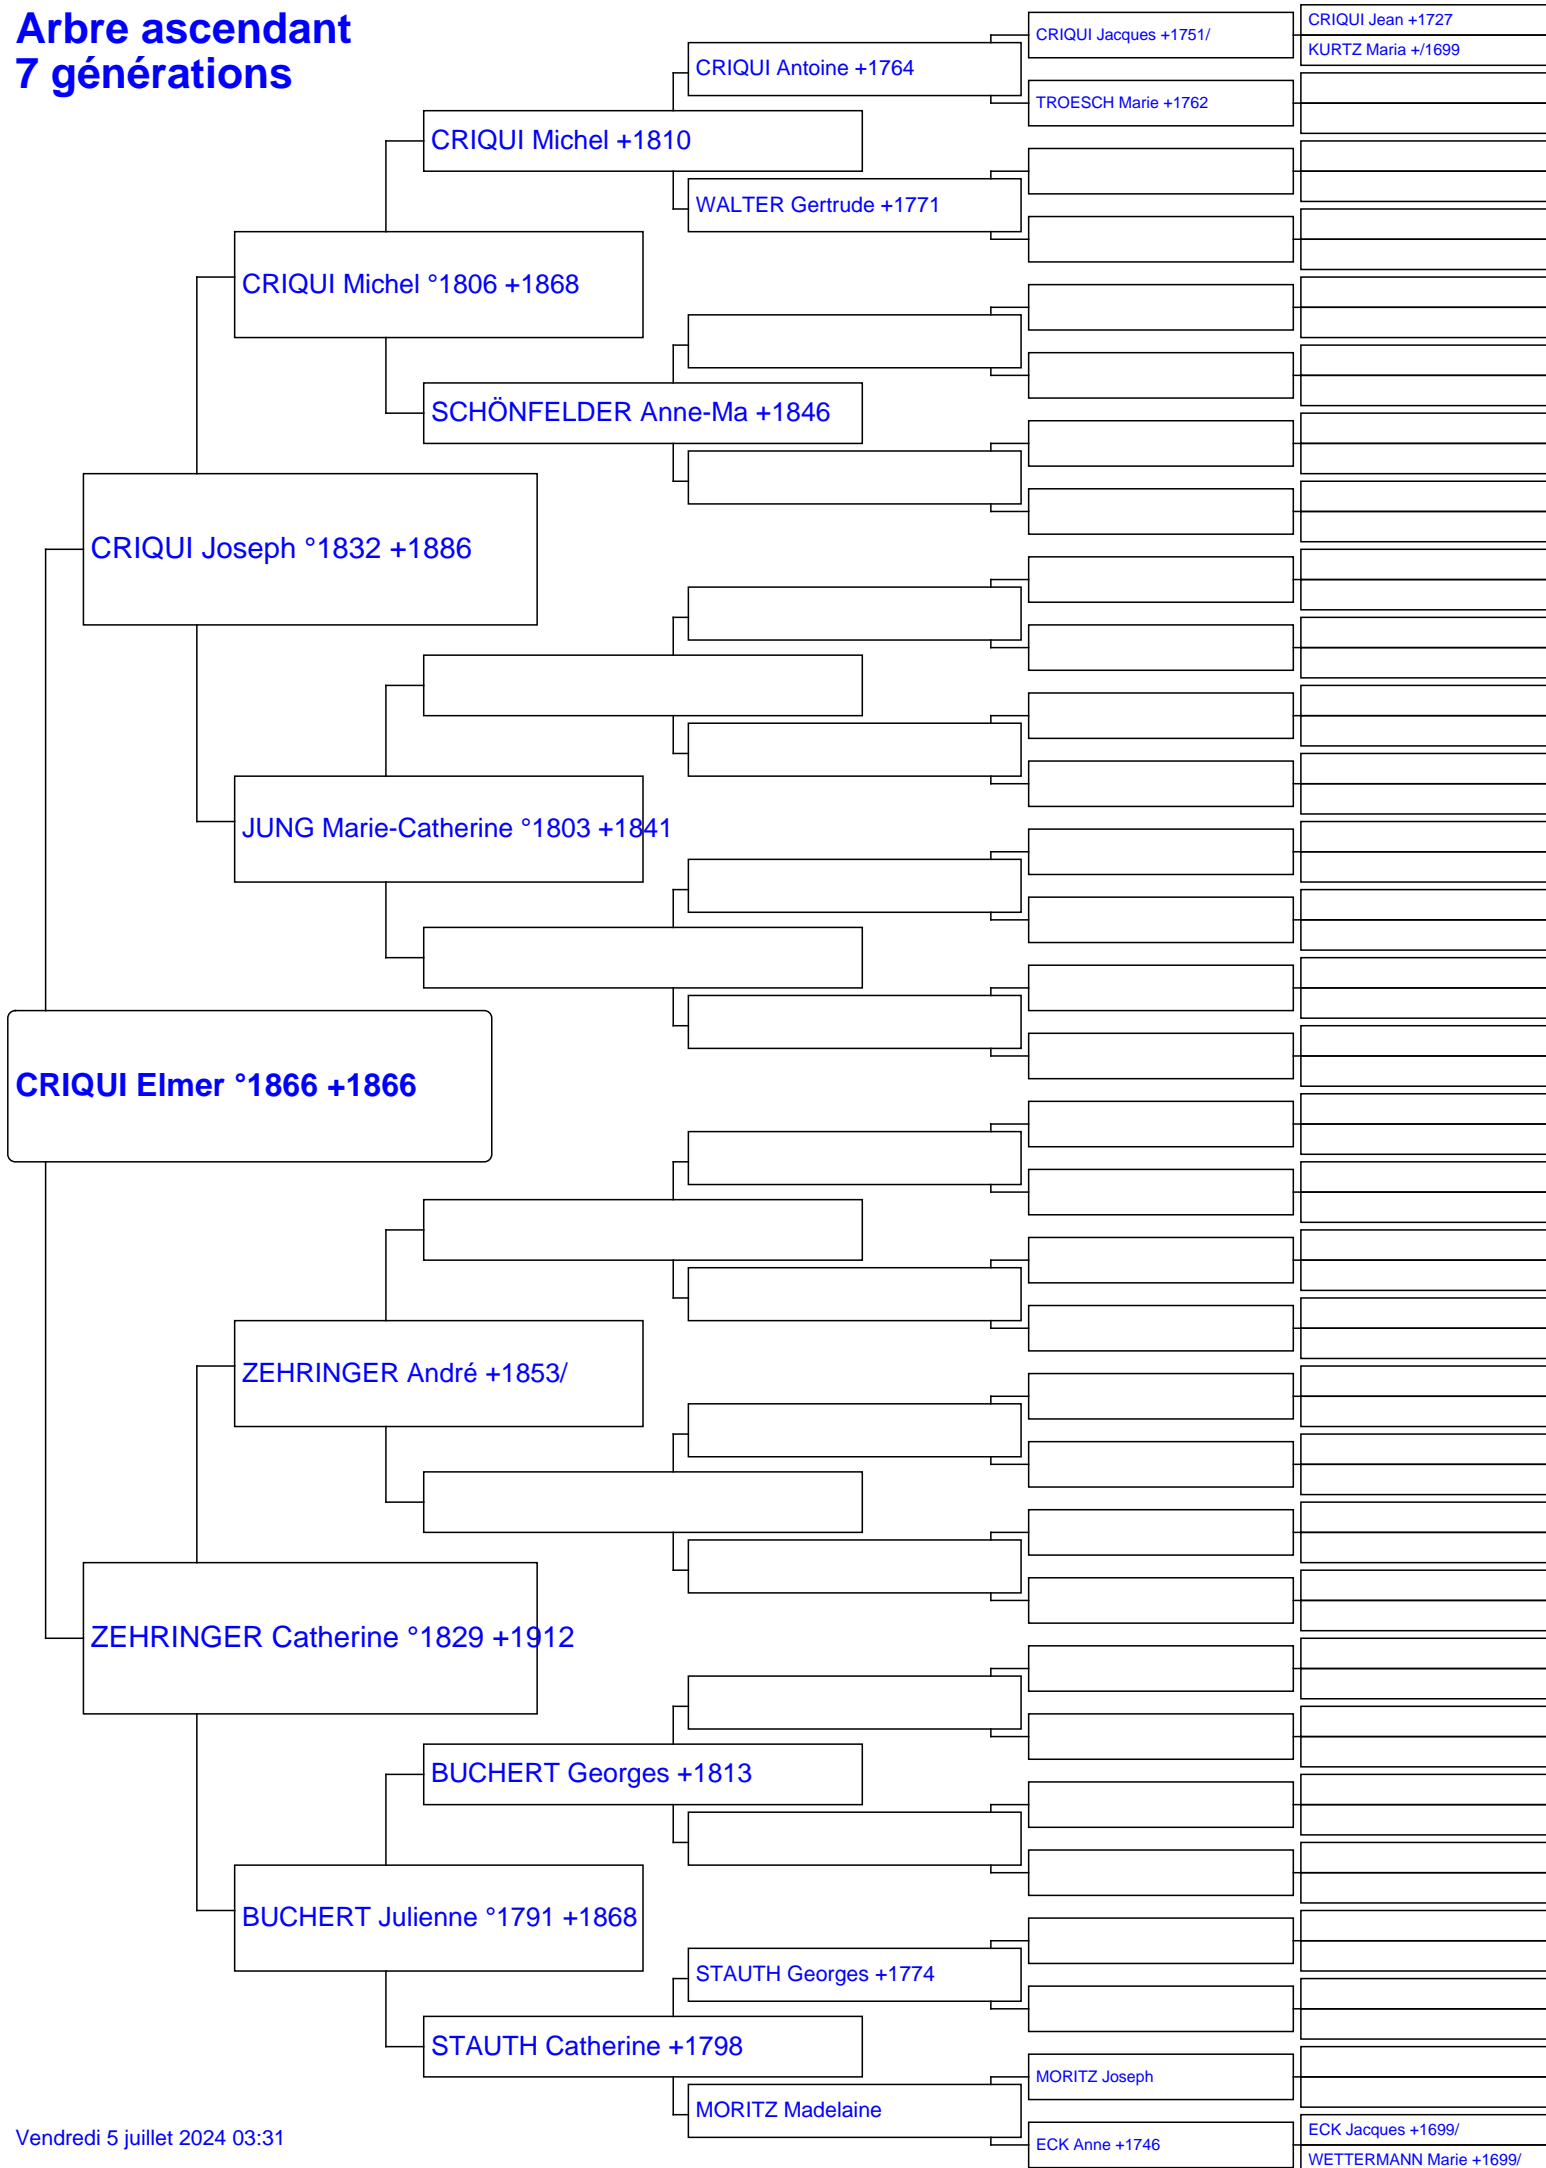 Arbre ascendant
7 générations
CRIQUI Jean +1727
CRIQUI Jacques +1751/
KURTZ Maria +/1699
CRIQUI Antoine +1764
TROESCH Marie +1762
CRIQUI Michel +1810
WALTER Gertrude +1771
CRIQUI Michel °1806 +1868
SCHÖNFELDER Anne-Ma +1846
CRIQUI Joseph °1832 +1886
JUNG Marie-Catherine °1803 +1841
CRIQUI Elmer °1866 +1866
ZEHRINGER André +1853/
ZEHRINGER Catherine °1829 +1912
BUCHERT Georges +1813
BUCHERT Julienne °1791 +1868
STAUTH Georges +1774
STAUTH Catherine +1798
MORITZ Joseph
MORITZ Madelaine
ECK Jacques +1699/
ECK Anne +1746
WETTERMANN Marie +1699/
Vendredi 5 juillet 2024 03:31